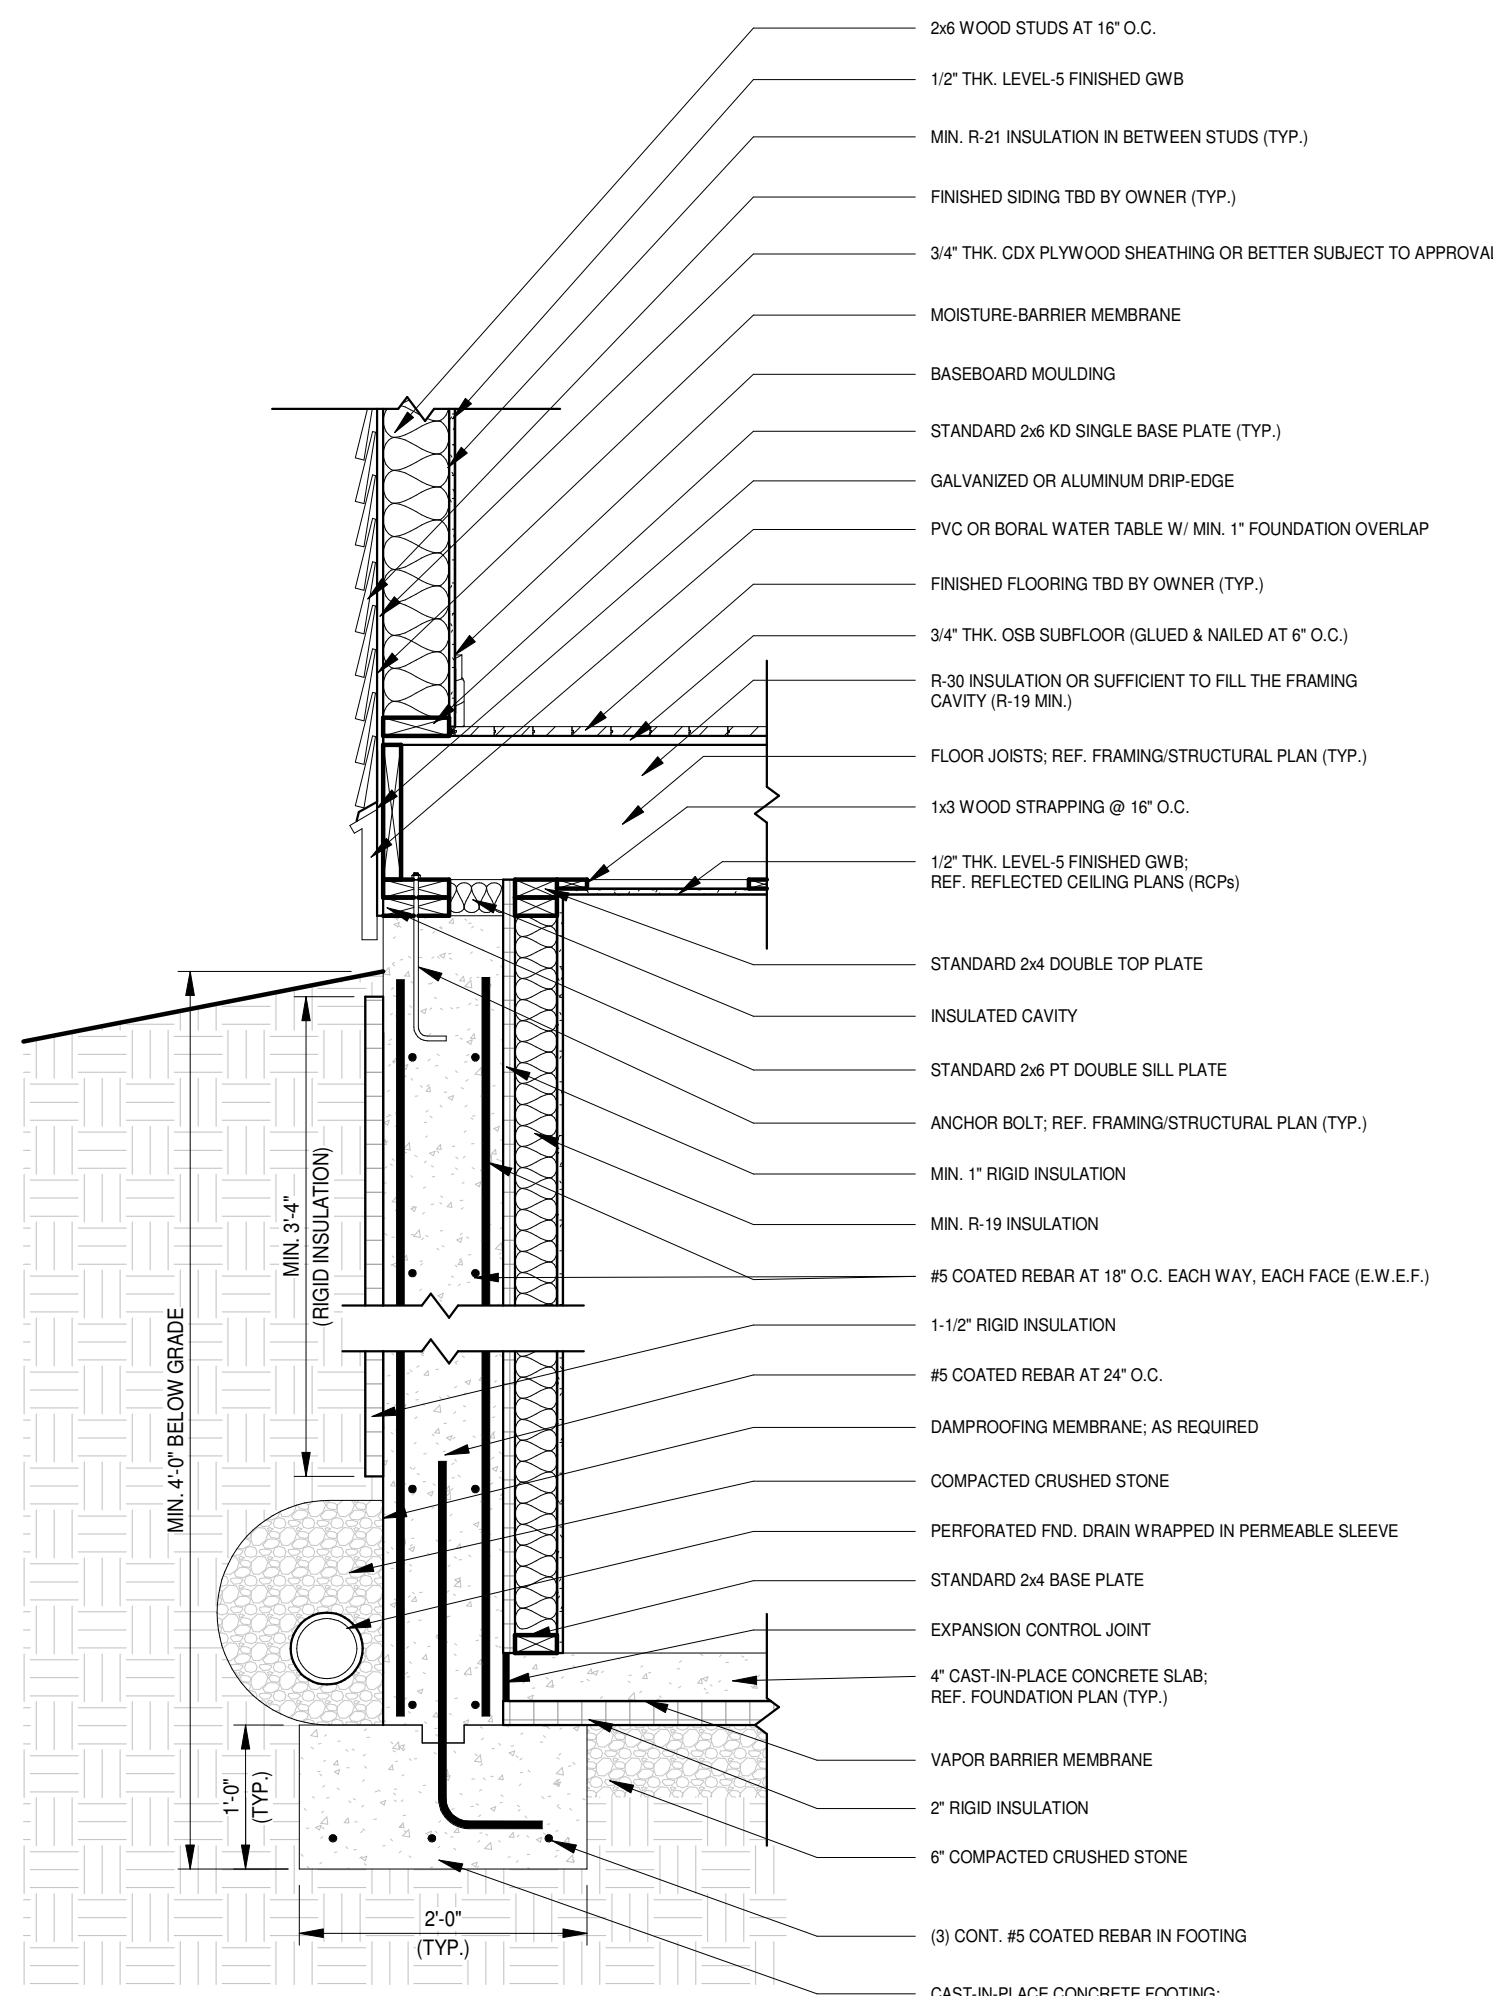 2x6 WOOD STUDS AT 16" O.C.
1/2" THK. LEVEL-5 FINISHED GWB
MIN. R-21 INSULATION IN BETWEEN STUDS (TYP.)
FINISHED SIDING TBD BY OWNER (TYP.)
3/4" THK. CDX PLYWOOD SHEATHING OR BETTER SUBJECT TO APPROVAL
MOISTURE-BARRIER MEMBRANE
BASEBOARD MOULDING
STANDARD 2x6 KD SINGLE BASE PLATE (TYP.)
GALVANIZED OR ALUMINUM DRIP-EDGE
PVC OR BORAL WATER TABLE W/ MIN. 1" FOUNDATION OVERLAP
FINISHED FLOORING TBD BY OWNER (TYP.)
3/4" THK. OSB SUBFLOOR (GLUED & NAILED AT 6" O.C.)
R-30 INSULATION OR SUFFICIENT TO FILL THE FRAMING
CAVITY (R-19 MIN.)
FLOOR JOISTS; REF. FRAMING/STRUCTURAL PLAN (TYP.)
1x3 WOOD STRAPPING @ 16" O.C.
1/2" THK. LEVEL-5 FINISHED GWB;
REF. REFLECTED CEILING PLANS (RCPs)
STANDARD 2x4 DOUBLE TOP PLATE
INSULATED CAVITY
STANDARD 2x6 PT DOUBLE SILL PLATE
ANCHOR BOLT; REF. FRAMING/STRUCTURAL PLAN (TYP.)
MIN. 1" RIGID INSULATION
MIN. R-19 INSULATION
#5 COATED REBAR AT 18" O.C. EACH WAY, EACH FACE (E.W.E.F.)
1-1/2" RIGID INSULATION
#5 COATED REBAR AT 24" O.C.
DAMPROOFING MEMBRANE; AS REQUIRED
COMPACTED CRUSHED STONE
PERFORATED FND. DRAIN WRAPPED IN PERMEABLE SLEEVE
STANDARD 2x4 BASE PLATE
EXPANSION CONTROL JOINT
4" CAST-IN-PLACE CONCRETE SLAB;
REF. FOUNDATION PLAN (TYP.)
VAPOR BARRIER MEMBRANE
2" RIGID INSULATION
6" COMPACTED CRUSHED STONE
(3) CONT. #5 COATED REBAR IN FOOTING
CAST-IN-PLACE CONCRETE FOOTING;
MIN. 4'-0" BELOW GRADE
MIN. 3'-4"
(RIGID INSULATION)
1'-0"
(TYP.)
2'-0"
(TYP.)